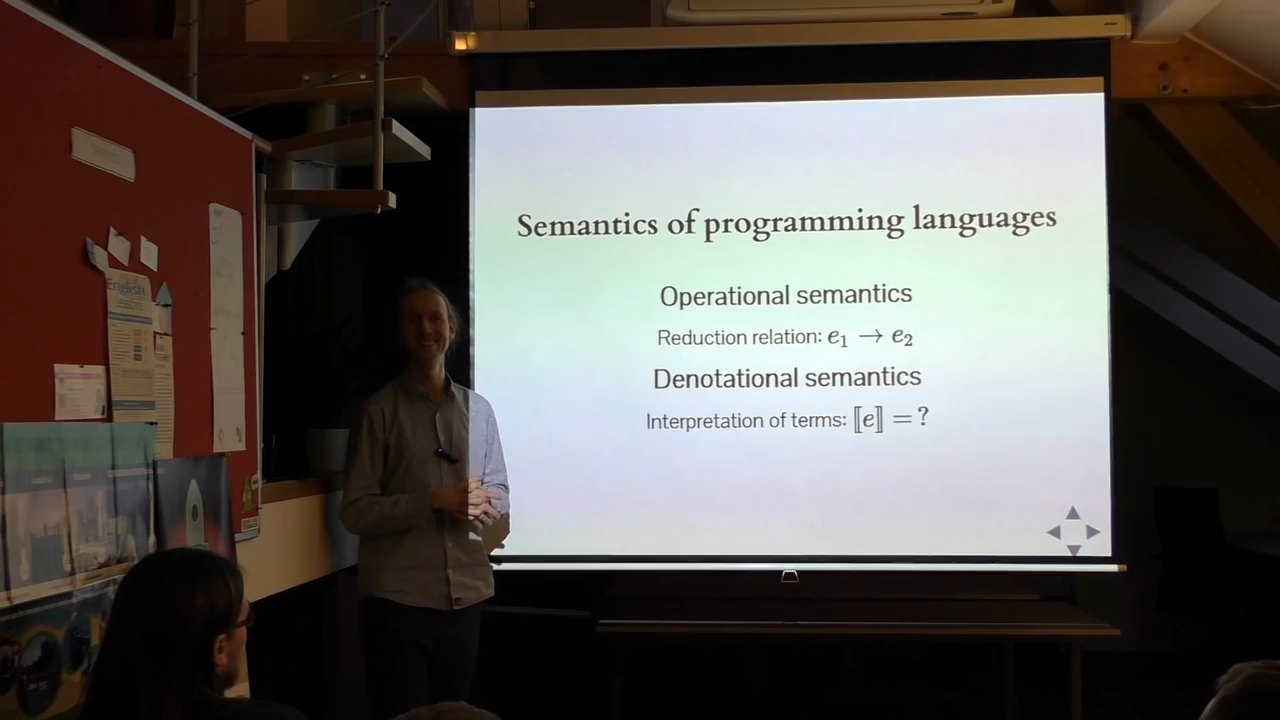 Semantics of programming languages
Operational semantics
Reduction relation: e₁ → e₂
Denotational semantics
Interpretation of terms: ⟦e⟧ = ?
English